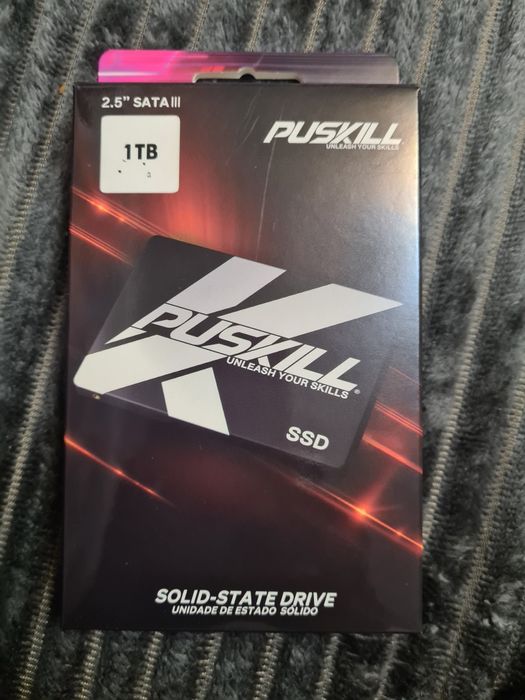 2.5” SATA III
1TB
PUSKILL
UNLEASH YOUR SKILLS
PUSKILL
UNLEASH YOUR SKILLS
SSD
SOLID-STATE DRIVE
UNIDADE DE ESTADO SÓLIDO